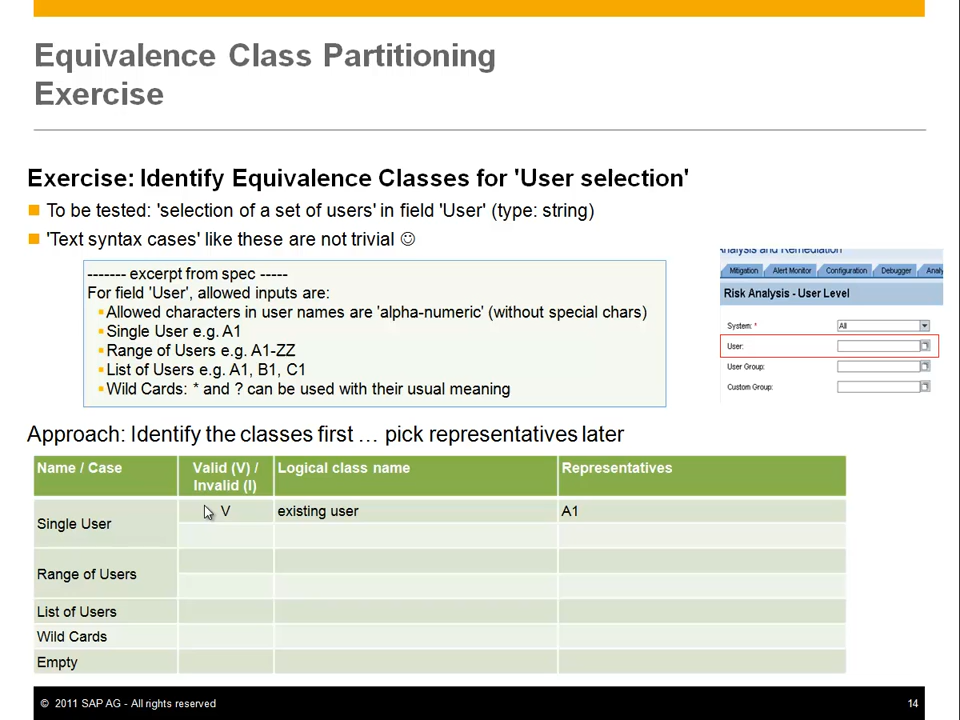 Equivalence Class Partitioning
Exercise
Exercise: Identify Equivalence Classes for 'User selection'
To be tested: 'selection of a set of users' in field 'User' (type: string)
'Text syntax cases' like these are not trivial ☺
------- excerpt from spec -----
For field 'User', allowed inputs are:
Allowed characters in user names are 'alpha-numeric' (without special chars)
Single User e.g. A1
Range of Users e.g. A1-ZZ
List of Users e.g. A1, B1, C1
Wild Cards: * and ? can be used with their usual meaning
Analysis and Remediation
Mitigation Alert Monitor Configuration Debugger Analy
Risk Analysis - User Level
System: * All
User:
User Group:
Custom Group:
Approach: Identify the classes first … pick representatives later
Name / Case Valid (V) / Invalid (I) Logical class name Representatives
Single User V existing user A1
Range of Users
List of Users
Wild Cards
Empty
© 2011 SAP AG - All rights reserved 14